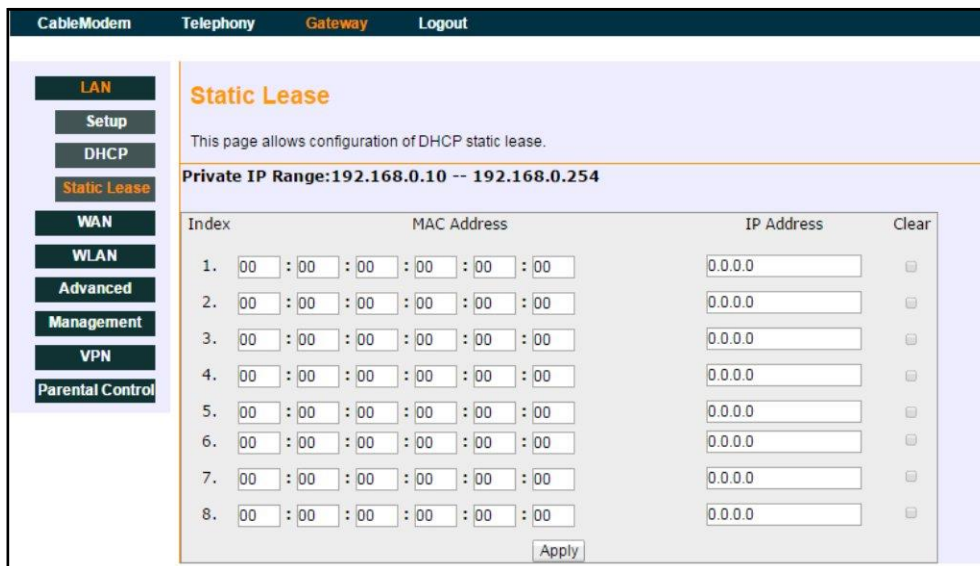 CableModem Telephony Gateway Logout
LAN
Setup
DHCP
Static Lease
WAN
WLAN
Advanced
Management
VPN
Parental Control
Static Lease
This page allows configuration of DHCP static lease.
Private IP Range:192.168.0.10 -- 192.168.0.254
Index MAC Address IP Address Clear
1. 00 : 00 : 00 : 00 : 00 : 00 0.0.0.0
2. 00 : 00 : 00 : 00 : 00 : 00 0.0.0.0
3. 00 : 00 : 00 : 00 : 00 : 00 0.0.0.0
4. 00 : 00 : 00 : 00 : 00 : 00 0.0.0.0
5. 00 : 00 : 00 : 00 : 00 : 00 0.0.0.0
6. 00 : 00 : 00 : 00 : 00 : 00 0.0.0.0
7. 00 : 00 : 00 : 00 : 00 : 00 0.0.0.0
8. 00 : 00 : 00 : 00 : 00 : 00 0.0.0.0
Apply